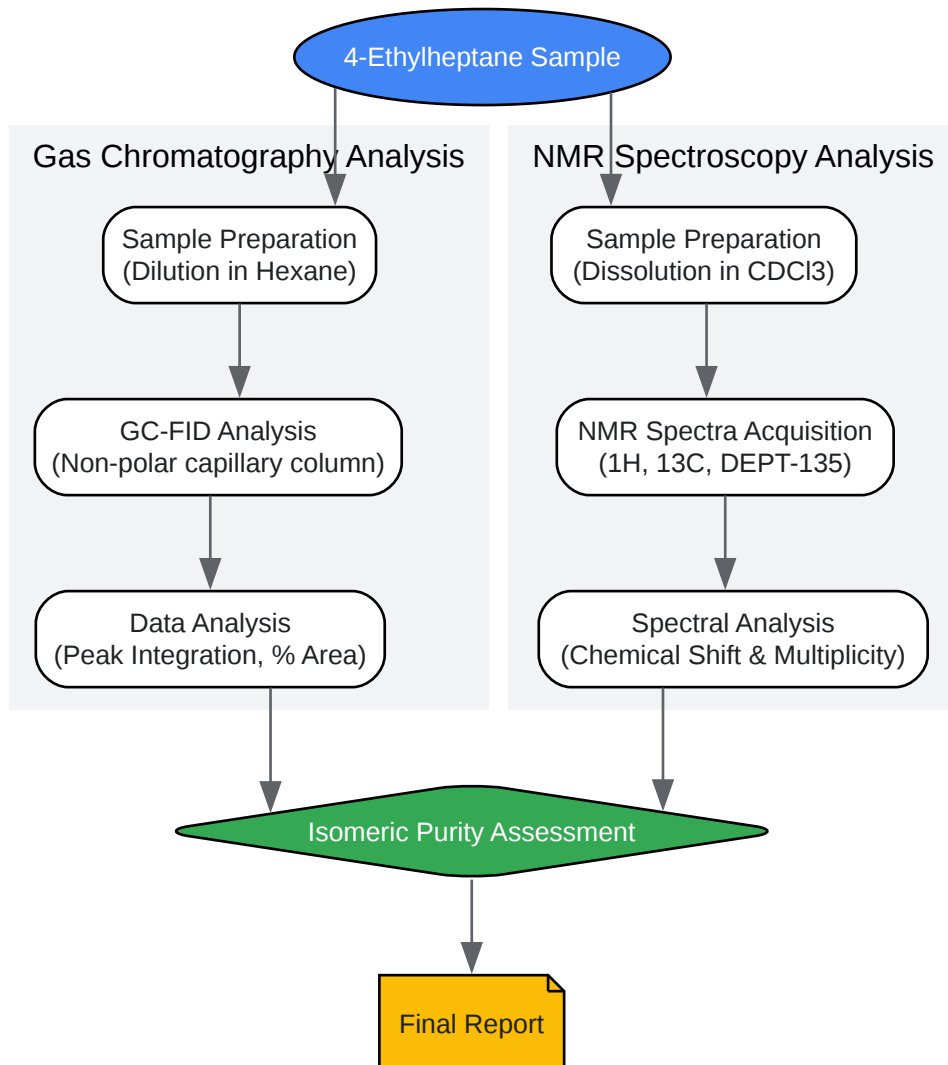 4-Ethylheptane Sample
Gas Chromatography Analysis
Sample Preparation
(Dilution in Hexane)
GC-FID Analysis
(Non-polar capillary column)
Data Analysis
(Peak Integration, % Area)
NMR Spectroscopy Analysis
Sample Preparation
(Dissolution in CDCl3)
NMR Spectra Acquisition
(1H, 13C, DEPT-135)
Spectral Analysis
(Chemical Shift & Multiplicity)
Isomeric Purity Assessment
Final Report